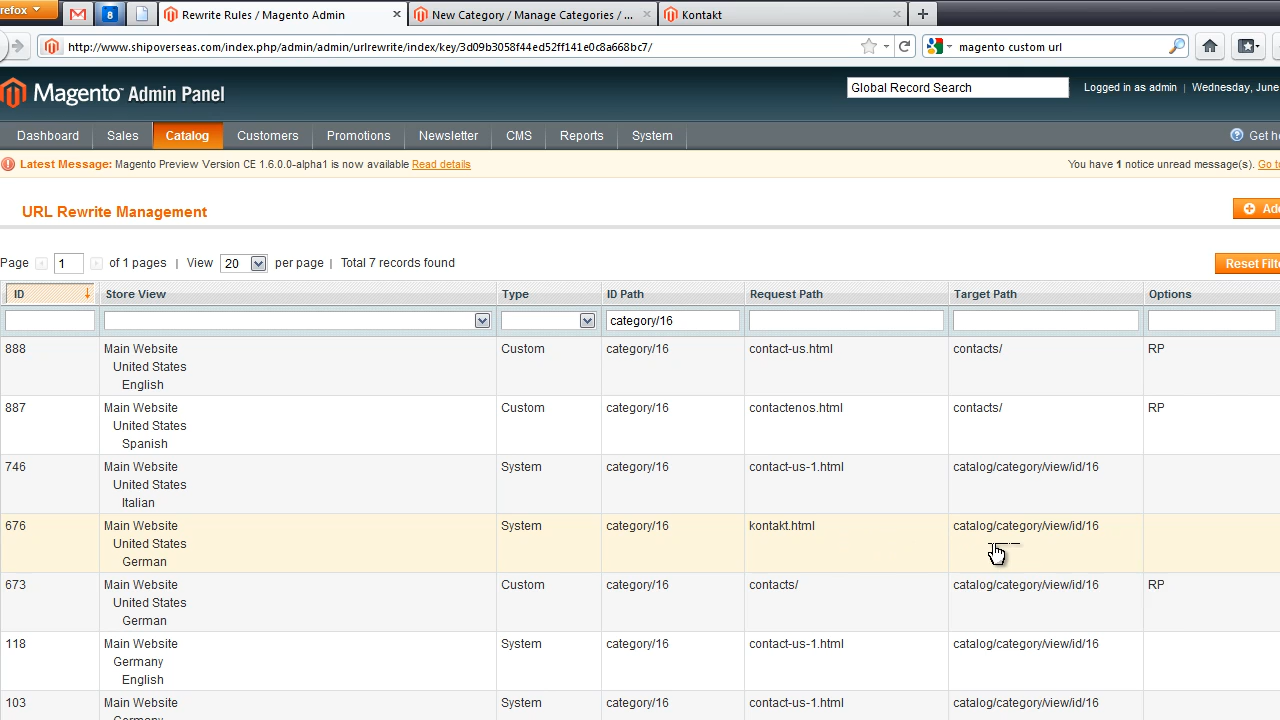 refox
8
Rewrite Rules / Magento Admin
New Category / Manage Categories / ...
Kontakt
http://www.shipoverseas.com/index.php/admin/admin/urlrewrite/index/key/3d09b3058f44ed52ff141e0c8a668bc7/
magento custom url
Magento Admin Panel
Global Record Search
Logged in as admin | Wednesday, June
Dashboard Sales Catalog Customers Promotions Newsletter CMS Reports System
Get he
Latest Message: Magento Preview Version CE 1.6.0.0-alpha1 is now available Read details
You have 1 notice unread message(s). Go to
URL Rewrite Management
Add
Page 1 of 1 pages | View 20 per page | Total 7 records found
Reset Filte
ID Store View Type ID Path Request Path Target Path Options
category/16
888 Main Website Custom category/16 contact-us.html contacts/ RP
United States
English
887 Main Website Custom category/16 contactenos.html contacts/ RP
United States
Spanish
746 Main Website System category/16 contact-us-1.html catalog/category/view/id/16
United States
Italian
676 Main Website System category/16 kontakt.html catalog/category/view/id/16
United States
German
673 Main Website Custom category/16 contacts/ catalog/category/view/id/16 RP
United States
German
118 Main Website System category/16 contact-us-1.html catalog/category/view/id/16
Germany
English
103 Main Website System category/16 contact-us-1.html catalog/category/view/id/16
Germany